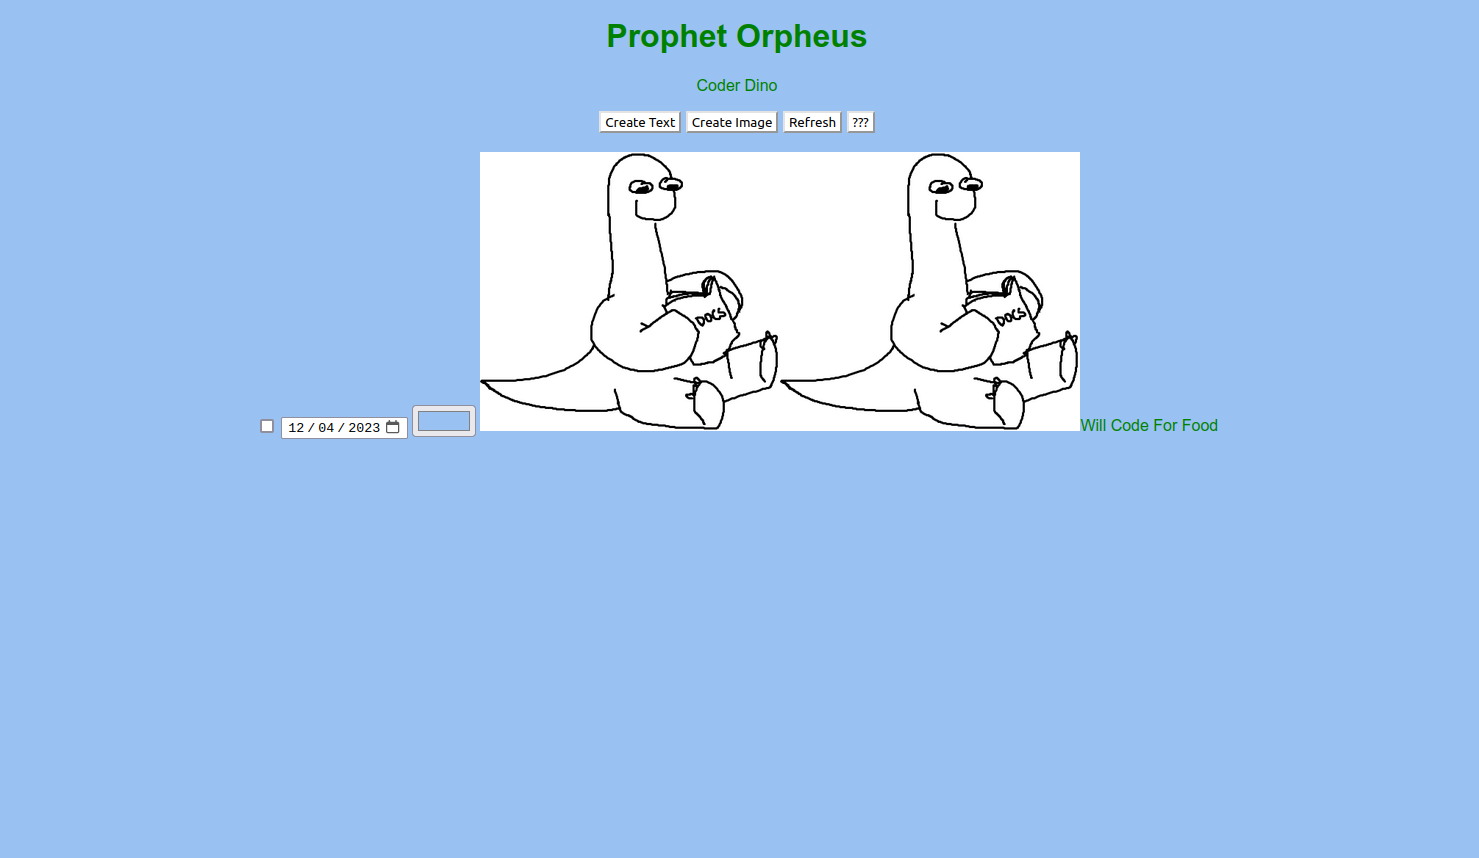 Prophet Orpheus
Coder Dino
Create Text Create Image Refresh ???
DOCS DOCS
12/04/2023 Will Code For Food